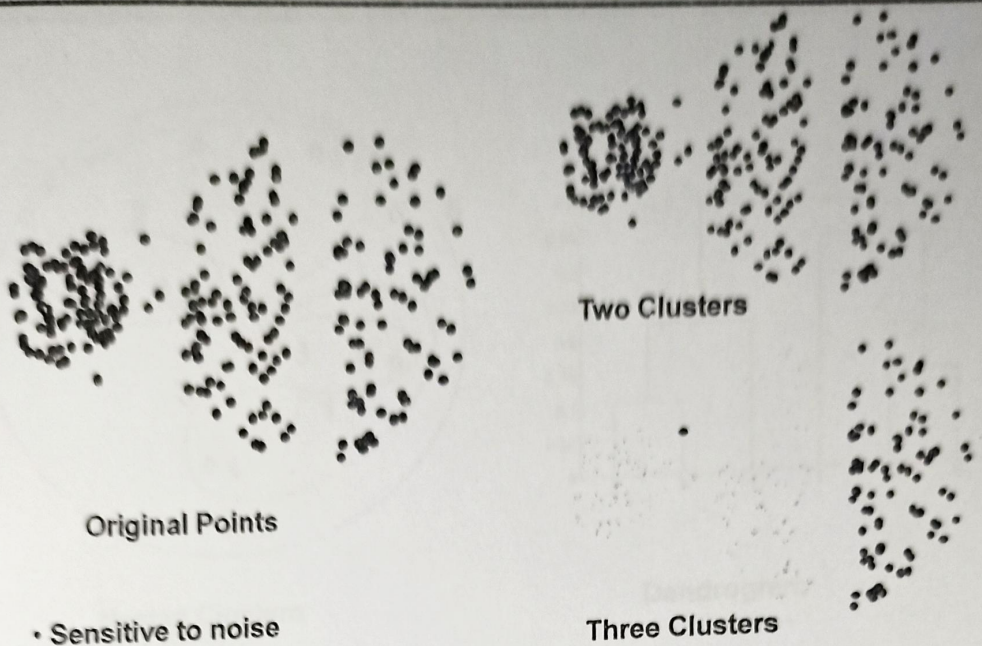 Two Clusters
Original Points
• Sensitive to noise
Three Clusters